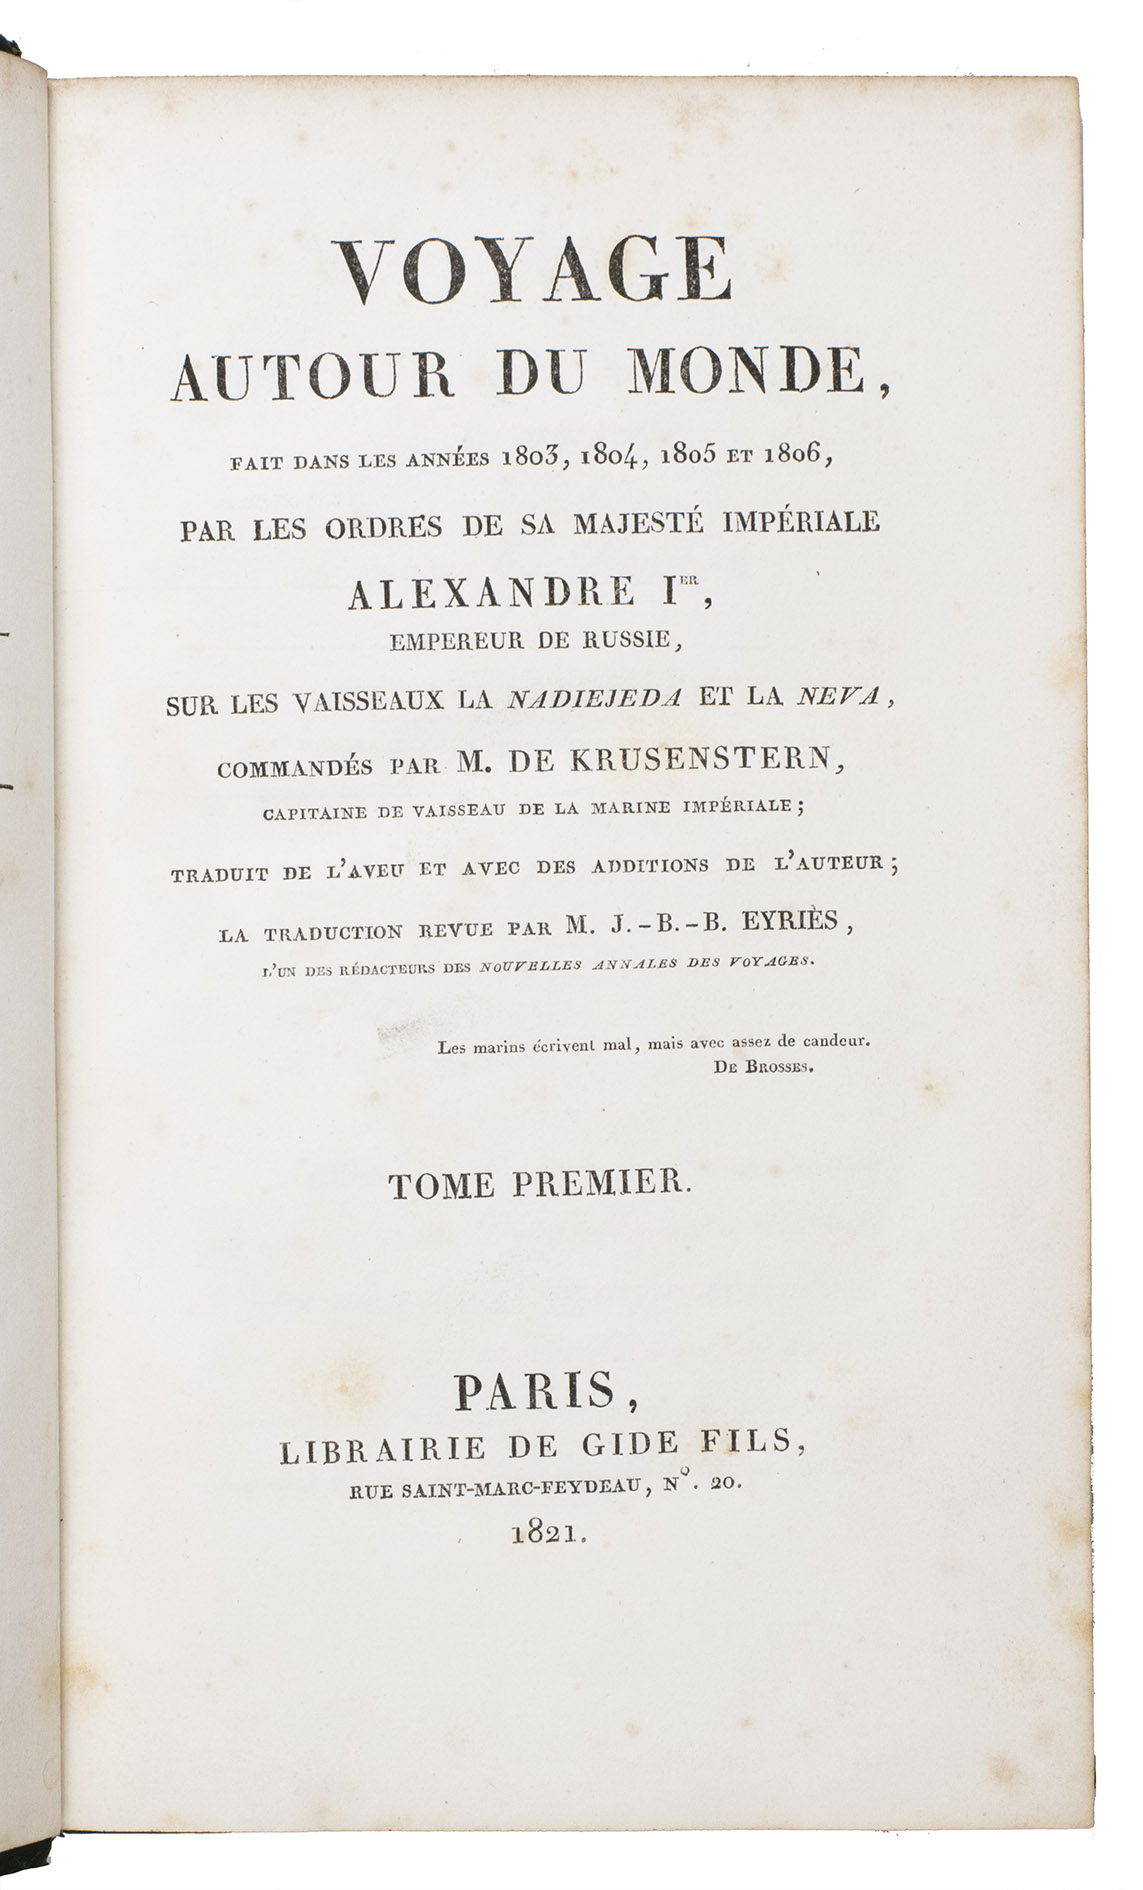 VOYAGE
AUTOUR DU MONDE,
FAIT DANS LES ANNÉES 1803, 1804, 1805 ET 1806,
PAR LES ORDRES DE SA MAJESTÉ IMPÉRIALE
ALEXANDRE IER,
EMPEREUR DE RUSSIE,
SUR LES VAISSEAUX LA NADIEJEDA ET LA NEVA,
COMMANDÉS PAR M. DE KRUSENSTERN,
CAPITAINE DE VAISSEAU DE LA MARINE IMPÉRIALE;
TRADUIT DE L'AVEU ET AVEC DES ADDITIONS DE L'AUTEUR;
LA TRADUCTION REVUE PAR M. J.-B.-B. EYRIÈS,
L'UN DES RÉDACTEURS DES NOUVELLES ANNALES DES VOYAGES.
Les marins écrivent mal, mais avec assez de candeur.
DE BROSSES.
TOME PREMIER.
PARIS,
LIBRAIRIE DE GIDE FILS,
RUE SAINT-MARC-FEYDEAU, Nº. 20.
1821.